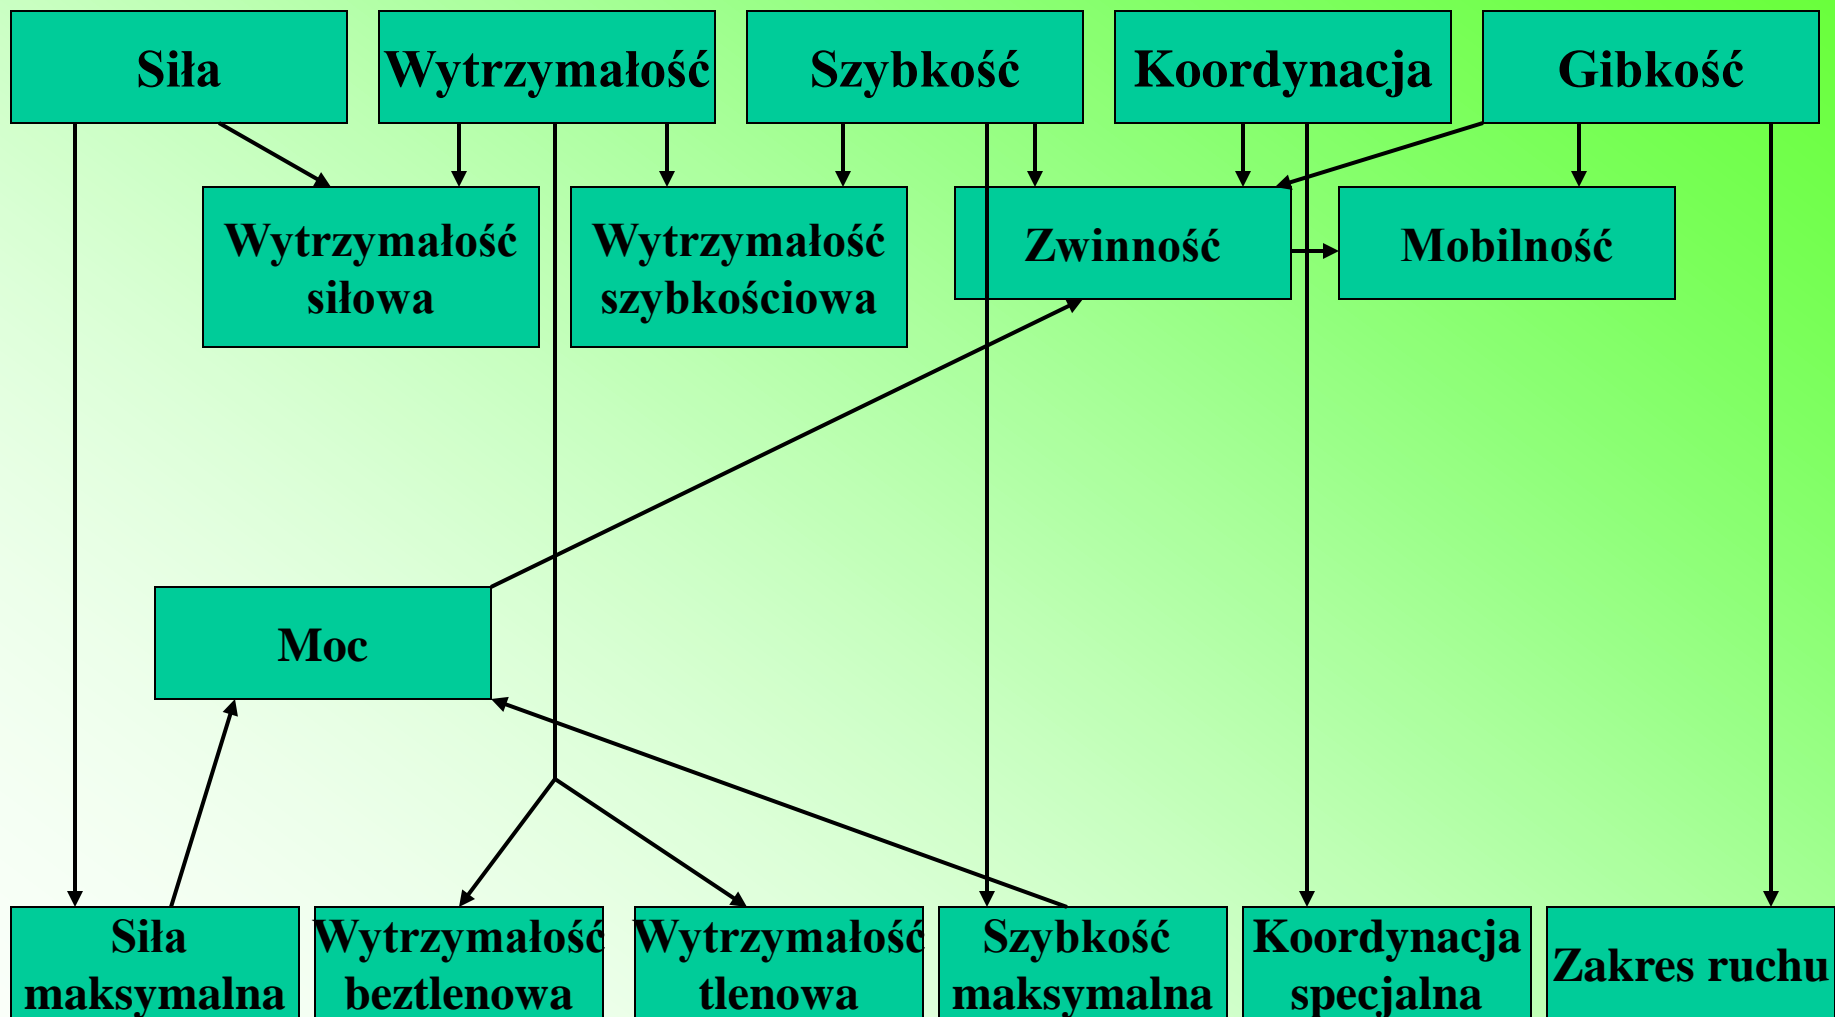 Siła
Wytrzymałość
Szybkość
Koordynacja
Gibkość
Wytrzymałość
siłowa
Wytrzymałość
szybkościowa
Zwinność
Mobilność
Moc
Siła
maksymalna
Wytrzymałość
beztlenowa
Wytrzymałość
tlenowa
Szybkość
maksymalna
Koordynacja
specjalna
Zakres ruchu